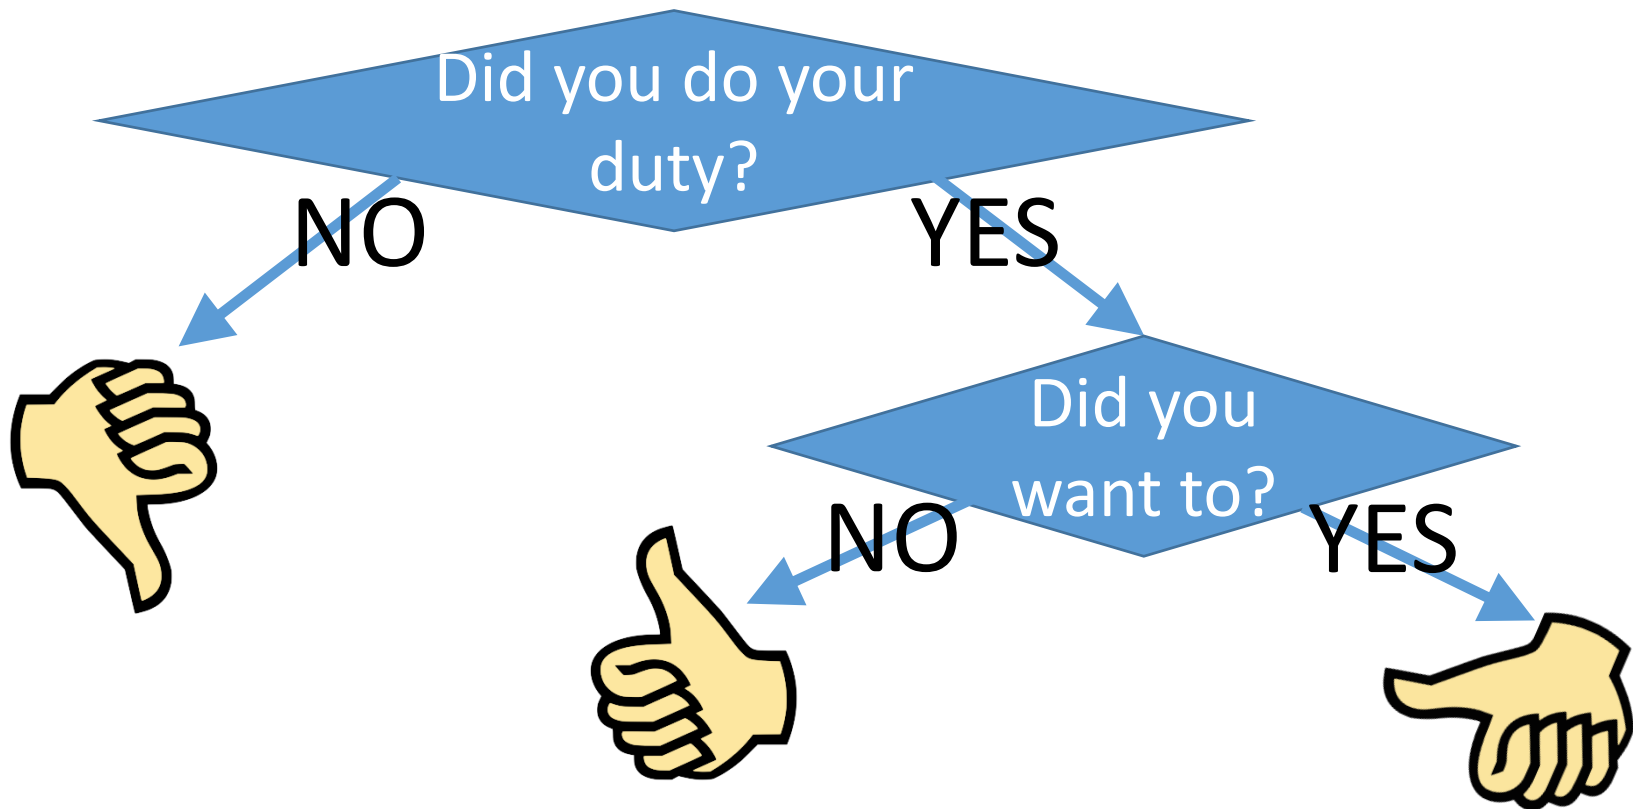 Did you do your
duty?
NO
YES
Did you
want to?
NO
YES